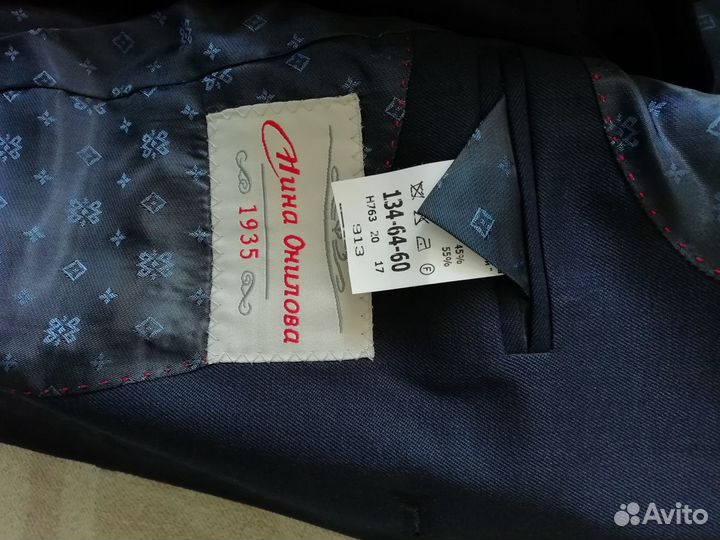 Нина Онилова
1935
134-64-60
Н763 20 17
913
45%
55%
F
Avito